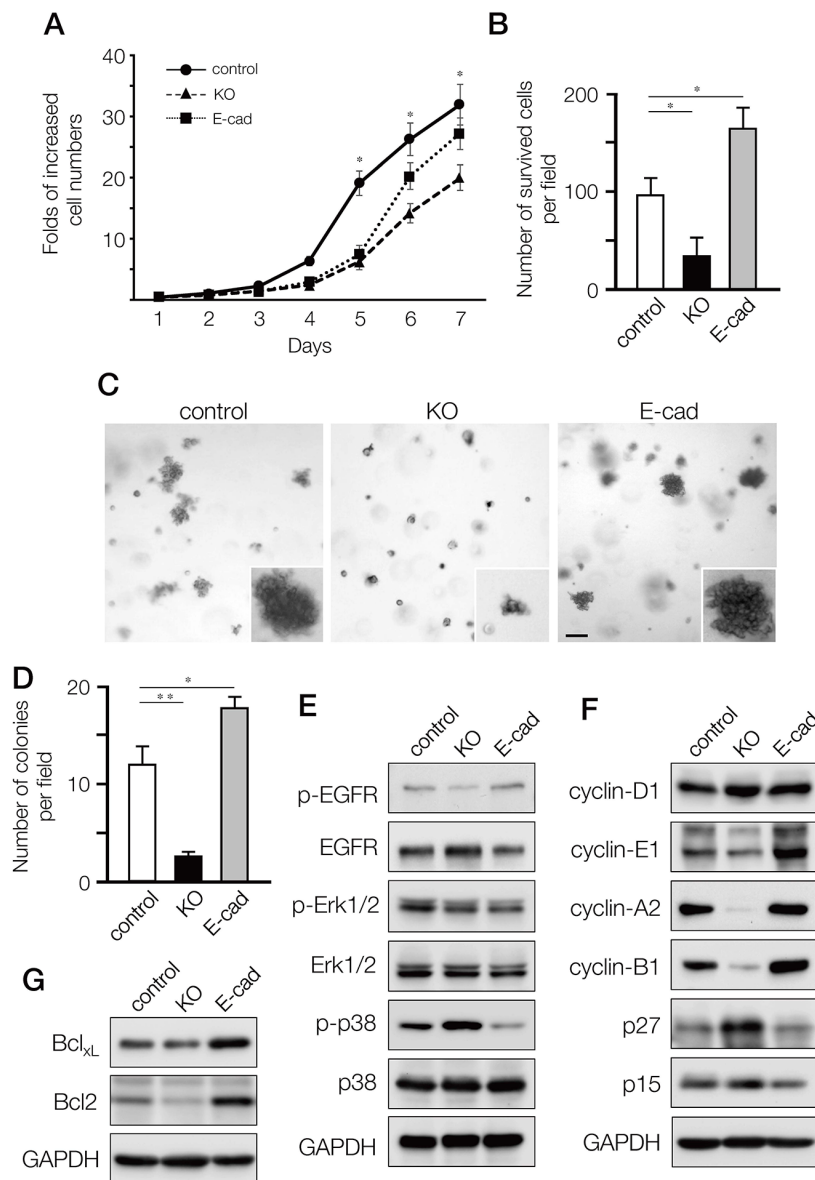 A
40
30
20
10
Folds of increased
cell numbers
control
KO
E-cad
*
*
*
1 2 3 4 5 6 7
Days
B
200
100
0
Number of survived cells
per field
*
*
control
KO
E-cad
C
control KO E-cad
D
20
10
0
Number of colonies
per field
*
**
control
KO
E-cad
E
control KO E-cad
p-EGFR
EGFR
p-Erk1/2
Erk1/2
p-p38
p38
GAPDH
F
control KO E-cad
cyclin-D1
cyclin-E1
cyclin-A2
cyclin-B1
p27
p15
GAPDH
G
control KO E-cad
BclxL
Bcl2
GAPDH